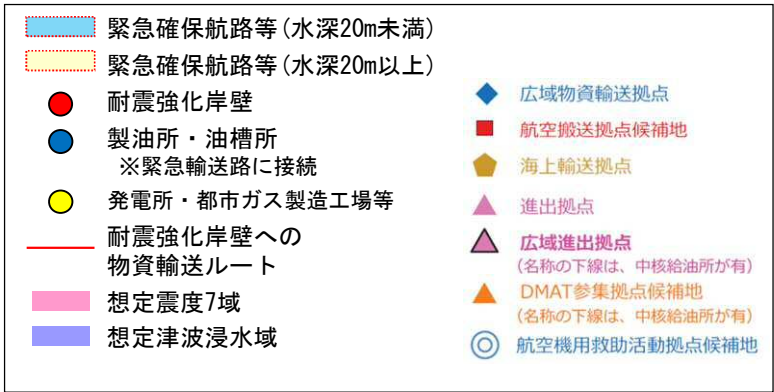 緊急確保航路等(水深20m未満)
緊急確保航路等(水深20m以上)
耐震強化岸壁
製油所・油槽所
※緊急輸送路に接続
発電所・都市ガス製造工場等
耐震強化岸壁への
物資輸送ルート
想定震度7域
想定津波浸水域
広域物資輸送拠点
航空搬送拠点候補地
海上輸送拠点
進出拠点
広域進出拠点
(名称の下線は、中核給油所が有)
DMAT参集拠点候補地
(名称の下線は、中核給油所が有)
航空機用救助活動拠点候補地